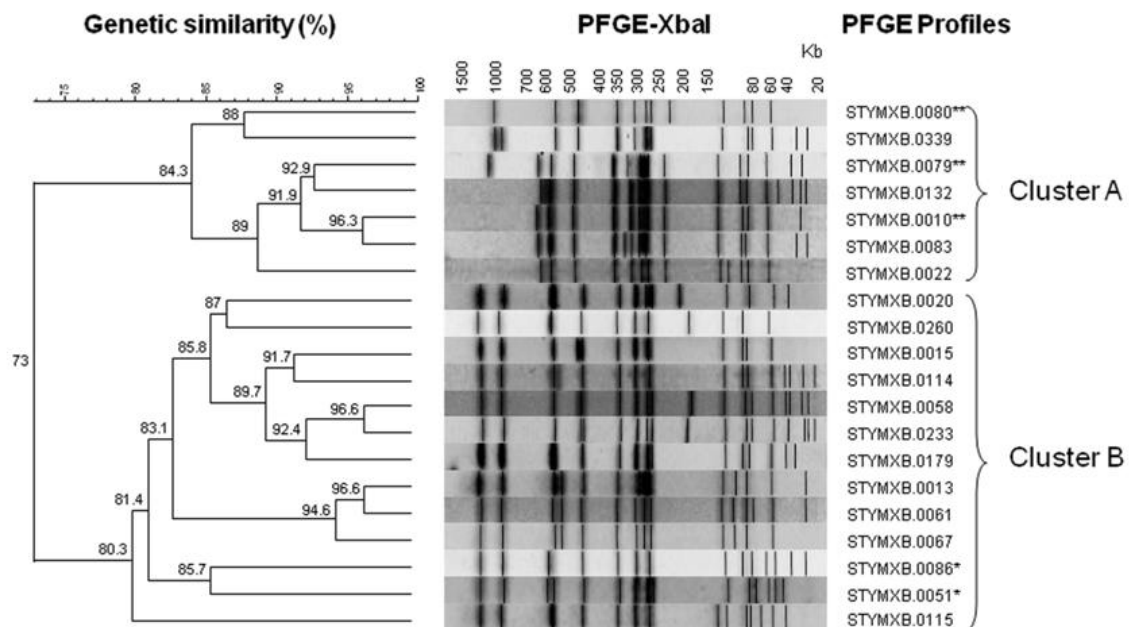 Genetic similarity (%) PFGE-XbaI PFGE Profiles
Kb
75 80 85 90 95 100
1500 1000 700 600 500 400 350 300 250 200 150 80 60 40 20
88 STYMXB.0080**
STYMXB.0339
84.3 92.9 STYMXB.0079**
91.9 STYMXB.0132 Cluster A
89 96.3 STYMXB.0010**
STYMXB.0083
STYMXB.0022
87 STYMXB.0020
STYMXB.0260
73 85.8 91.7 STYMXB.0015
89.7 STYMXB.0114
96.6 STYMXB.0058
83.1 92.4 STYMXB.0233
STYMXB.0179 Cluster B
81.4 96.6 STYMXB.0013
94.6 STYMXB.0061
80.3 STYMXB.0067
85.7 STYMXB.0086*
STYMXB.0051*
STYMXB.0115